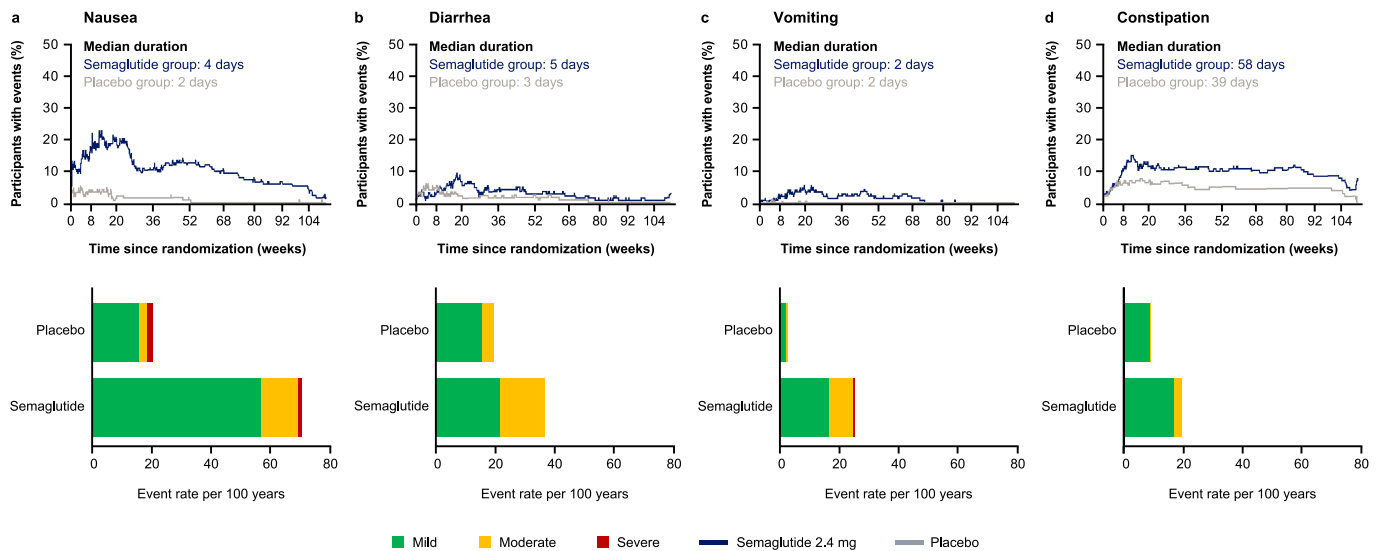 a Nausea
Median duration
Semaglutide group: 4 days
Placebo group: 2 days
Participants with events (%)
50
40
30
20
10
0
0 8 20 36 52 68 80 92 104
Time since randomization (weeks)
b Diarrhea
Median duration
Semaglutide group: 5 days
Placebo group: 3 days
Participants with events (%)
50
40
30
20
10
0
0 8 20 36 52 68 80 92 104
Time since randomization (weeks)
c Vomiting
Median duration
Semaglutide group: 2 days
Placebo group: 2 days
Participants with events (%)
50
40
30
20
10
0
0 8 20 36 52 68 80 92 104
Time since randomization (weeks)
d Constipation
Median duration
Semaglutide group: 58 days
Placebo group: 39 days
Participants with events (%)
50
40
30
20
10
0
0 8 20 36 52 68 80 92 104
Time since randomization (weeks)
Placebo
Semaglutide
0 20 40 60 80
Event rate per 100 years
Placebo
Semaglutide
0 20 40 60 80
Event rate per 100 years
Placebo
Semaglutide
0 20 40 60 80
Event rate per 100 years
Placebo
Semaglutide
0 20 40 60 80
Event rate per 100 years
Mild Moderate Severe Semaglutide 2.4 mg Placebo